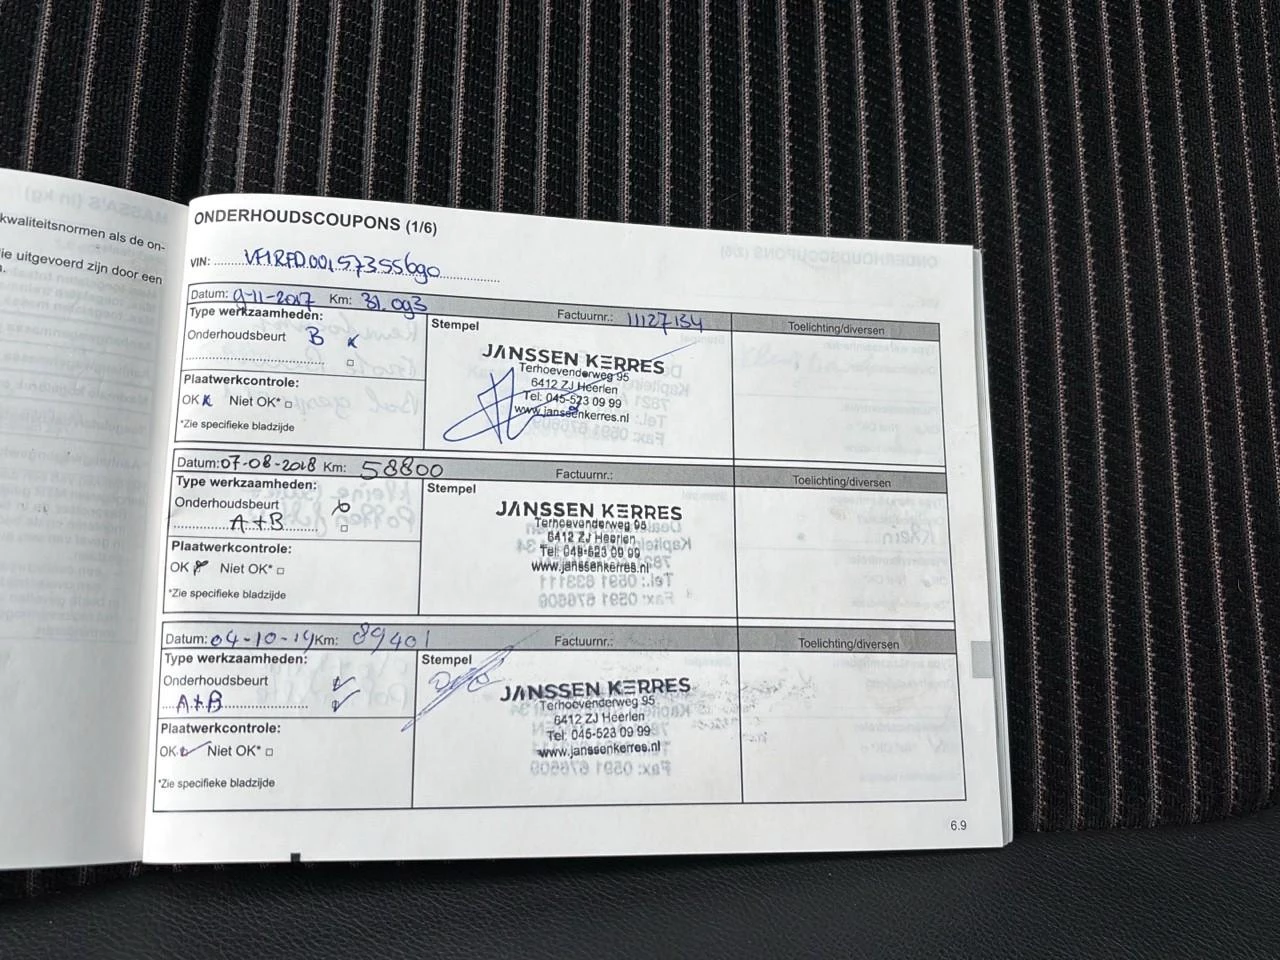 kwaliteitsnormen als de on-
ie uitgevoerd zijn door een
ONDERHOUDSCOUPONS (1/6)
VIN: VF1RFD00157355690
Datum: 9-11-2017 Km: 31.093 Factuurnr.: 11127134 Toelichting/diversen
Type werkzaamheden:
Onderhoudsbeurt B x
Plaatwerkcontrole:
OK x Niet OK*
*Zie specifieke bladzijde
Stempel
JANSSEN KERRES
Terhoevenderweg 95
6412 ZJ Heerlen
Tel: 045-523 09 99
www.janssenkerres.nl
Datum: 07-08-2018 Km: 58800 Factuurnr.: Toelichting/diversen
Type werkzaamheden:
Onderhoudsbeurt
A+B
Plaatwerkcontrole:
OK Niet OK*
*Zie specifieke bladzijde
Stempel
JANSSEN KERRES
Terhoevenderweg 95
6412 ZJ Heerlen
Tel: 045-523 09 99
www.janssenkerres.nl
Datum: 04-10-19 Km: 89401 Factuurnr.: Toelichting/diversen
Type werkzaamheden:
Onderhoudsbeurt
A+B
Plaatwerkcontrole:
OK Niet OK*
*Zie specifieke bladzijde
Stempel
JANSSEN KERRES
Terhoevenderweg 95
6412 ZJ Heerlen
Tel: 045-523 09 99
www.janssenkerres.nl
6.9